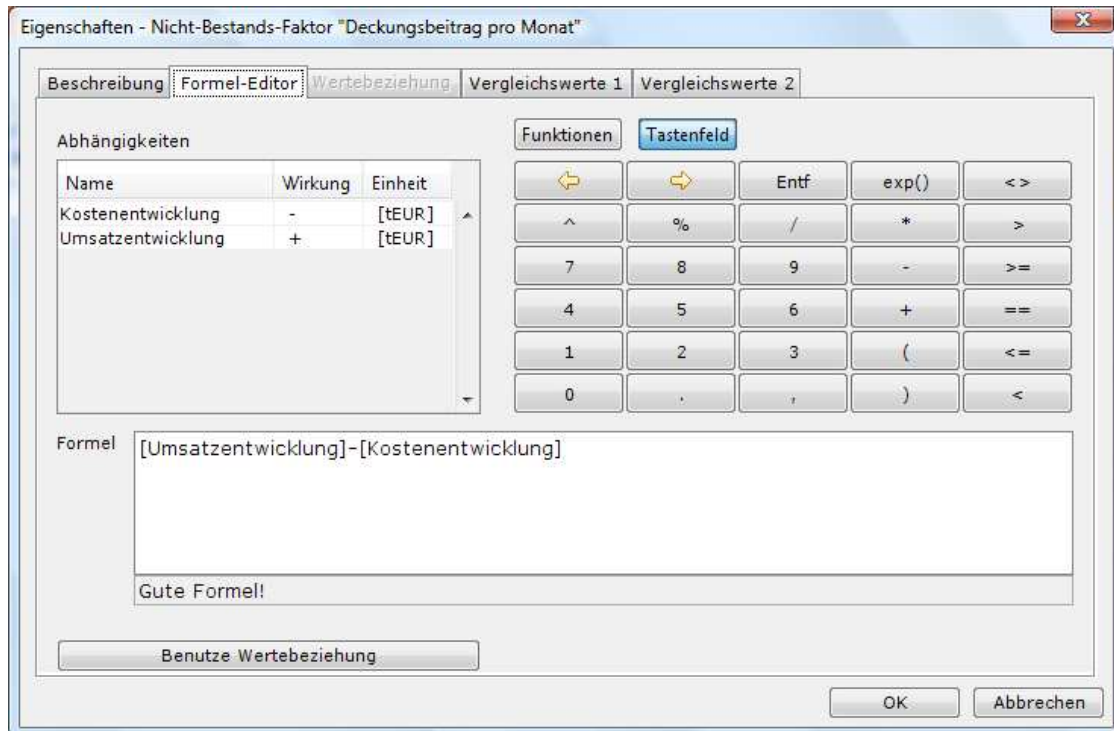 Eigenschaften - Nicht-Bestands-Faktor "Deckungsbeitrag pro Monat"
Beschreibung Formel-Editor Wertebeziehung Vergleichswerte 1 Vergleichswerte 2
Abhängigkeiten
Name Wirkung Einheit
Kostenentwicklung - [tEUR]
Umsatzentwicklung + [tEUR]
Funktionen Tastenfeld
Entf exp() <>
^ % / * >
7 8 9 - >=
4 5 6 + ==
1 2 3 ( <=
0 . , ) <
Formel [Umsatzentwicklung]-[Kostenentwicklung]
Gute Formel!
Benutze Wertebeziehung
OK Abbrechen